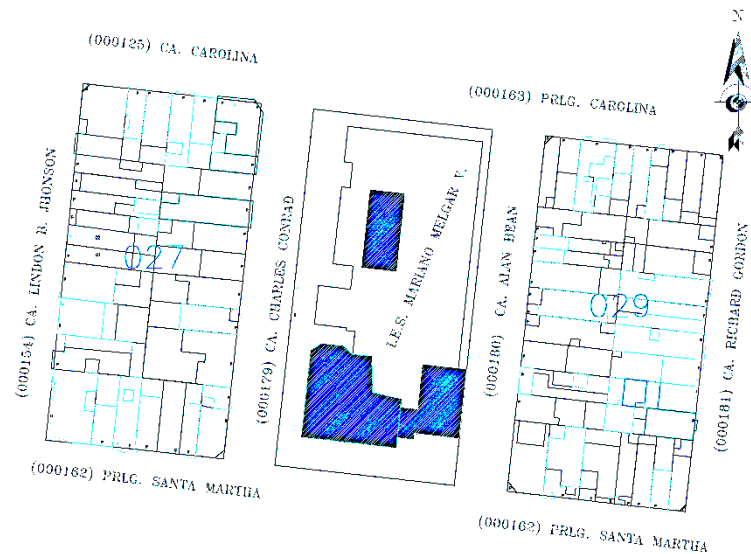 N
(000125) CA. CAROLINA
(000163) PRLG. CAROLINA
(000154) CA. LINDON B. JHONSON
027
(000179) CA. CHARLES CONRAD
I.E.S. MARIANO MELGAR V.
(000180) CA. ALAN BEAN
029
(000181) CA. RICHARD GORDON
(000162) PRLG. SANTA MARTHA
(000162) PRLG. SANTA MARTHA